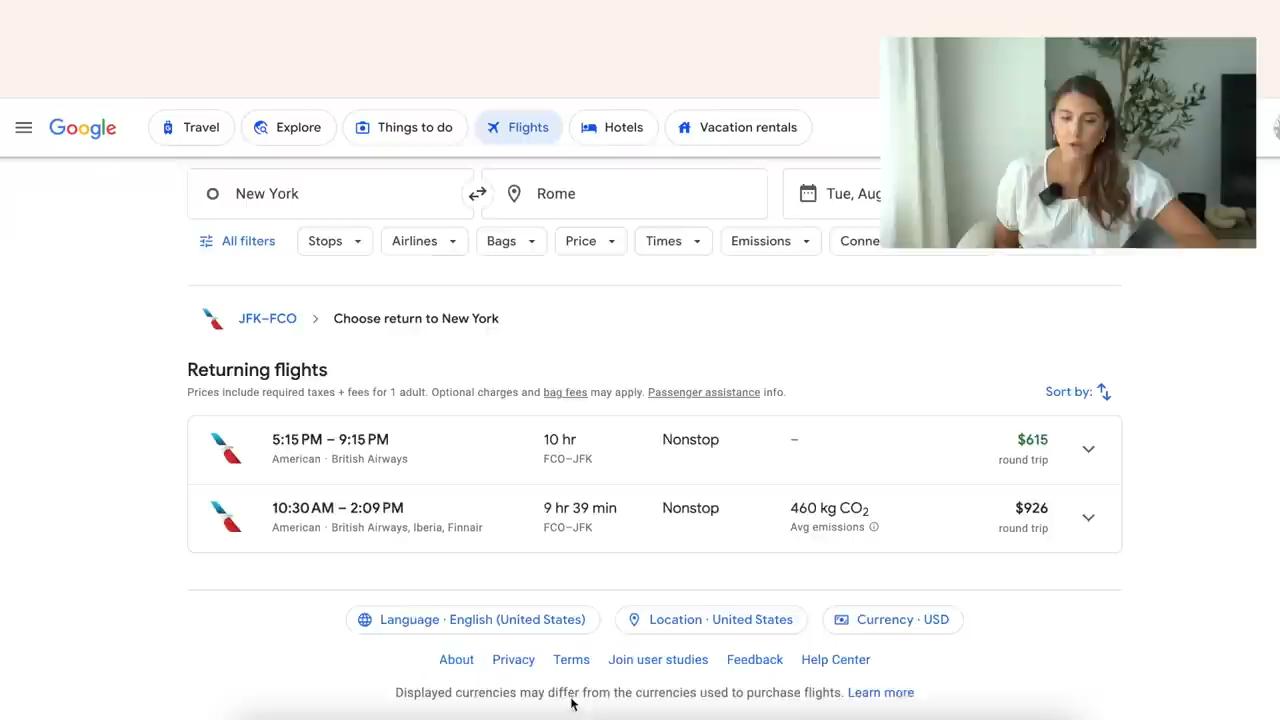 Google
Travel
Explore
Things to do
Flights
Hotels
Vacation rentals
New York
Rome
Tue, Aug
All filters
Stops
Airlines
Bags
Price
Times
Emissions
Conne
JFK–FCO
Choose return to New York
Returning flights
Prices include required taxes + fees for 1 adult. Optional charges and bag fees may apply. Passenger assistance info.
Sort by:
5:15 PM – 9:15 PM
10 hr
Nonstop
–
$615
American · British Airways
FCO–JFK
round trip
10:30 AM – 2:09 PM
9 hr 39 min
Nonstop
460 kg CO2
$926
American · British Airways, Iberia, Finnair
FCO–JFK
Avg emissions
round trip
Language · English (United States)
Location · United States
Currency · USD
About
Privacy
Terms
Join user studies
Feedback
Help Center
Displayed currencies may differ from the currencies used to purchase flights. Learn more